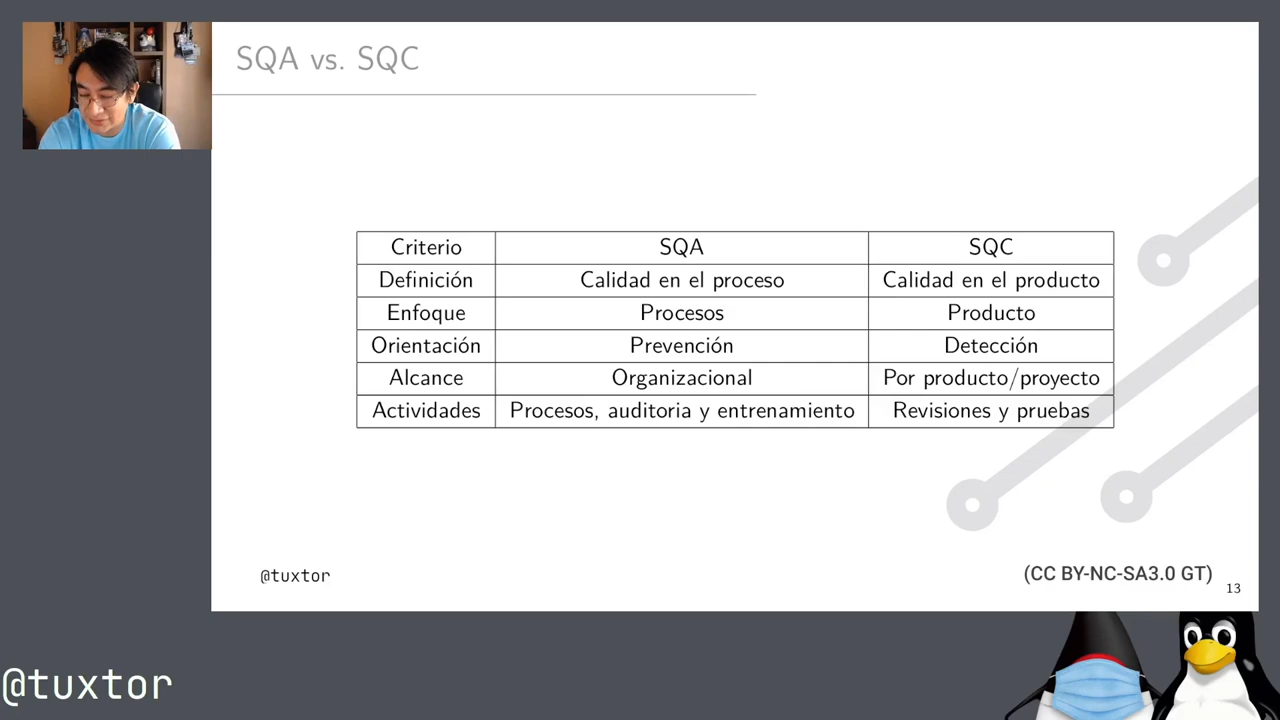 SQA vs. SQC
Criterio SQA SQC
Definición Calidad en el proceso Calidad en el producto
Enfoque Procesos Producto
Orientación Prevención Detección
Alcance Organizacional Por producto/proyecto
Actividades Procesos, auditoria y entrenamiento Revisiones y pruebas
@tuxtor
(CC BY-NC-SA3.0 GT)
13
@tuxtor